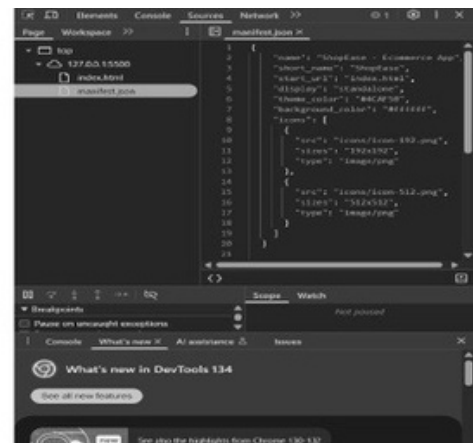 Elements Console Sources Network >> 1
Page Workspace >> manifest.json ×
top
127.0.0.1:5500
index.html
manifest.json
1 {
2 "name": "ShopEase - Ecommerce App",
3 "short_name": "ShopEase",
4 "start_url": "index.html",
5 "display": "standalone",
6 "theme_color": "#4CAF50",
7 "background_color": "#ffffff",
8 "icons": [
9 {
10 "src": "icons/icon-192.png",
11 "sizes": "192x192",
12 "type": "image/png"
13 },
14 {
15 "src": "icons/icon-512.png",
16 "sizes": "512x512",
17 "type": "image/png"
18 }
19 ]
20 }
21
Scope Watch
Breakpoints
Not paused
Pause on uncaught exceptions
Console What's new × AI assistance Issues ×
What's new in DevTools 134
See all new features
new
See also the highlights from Chrome 130-132